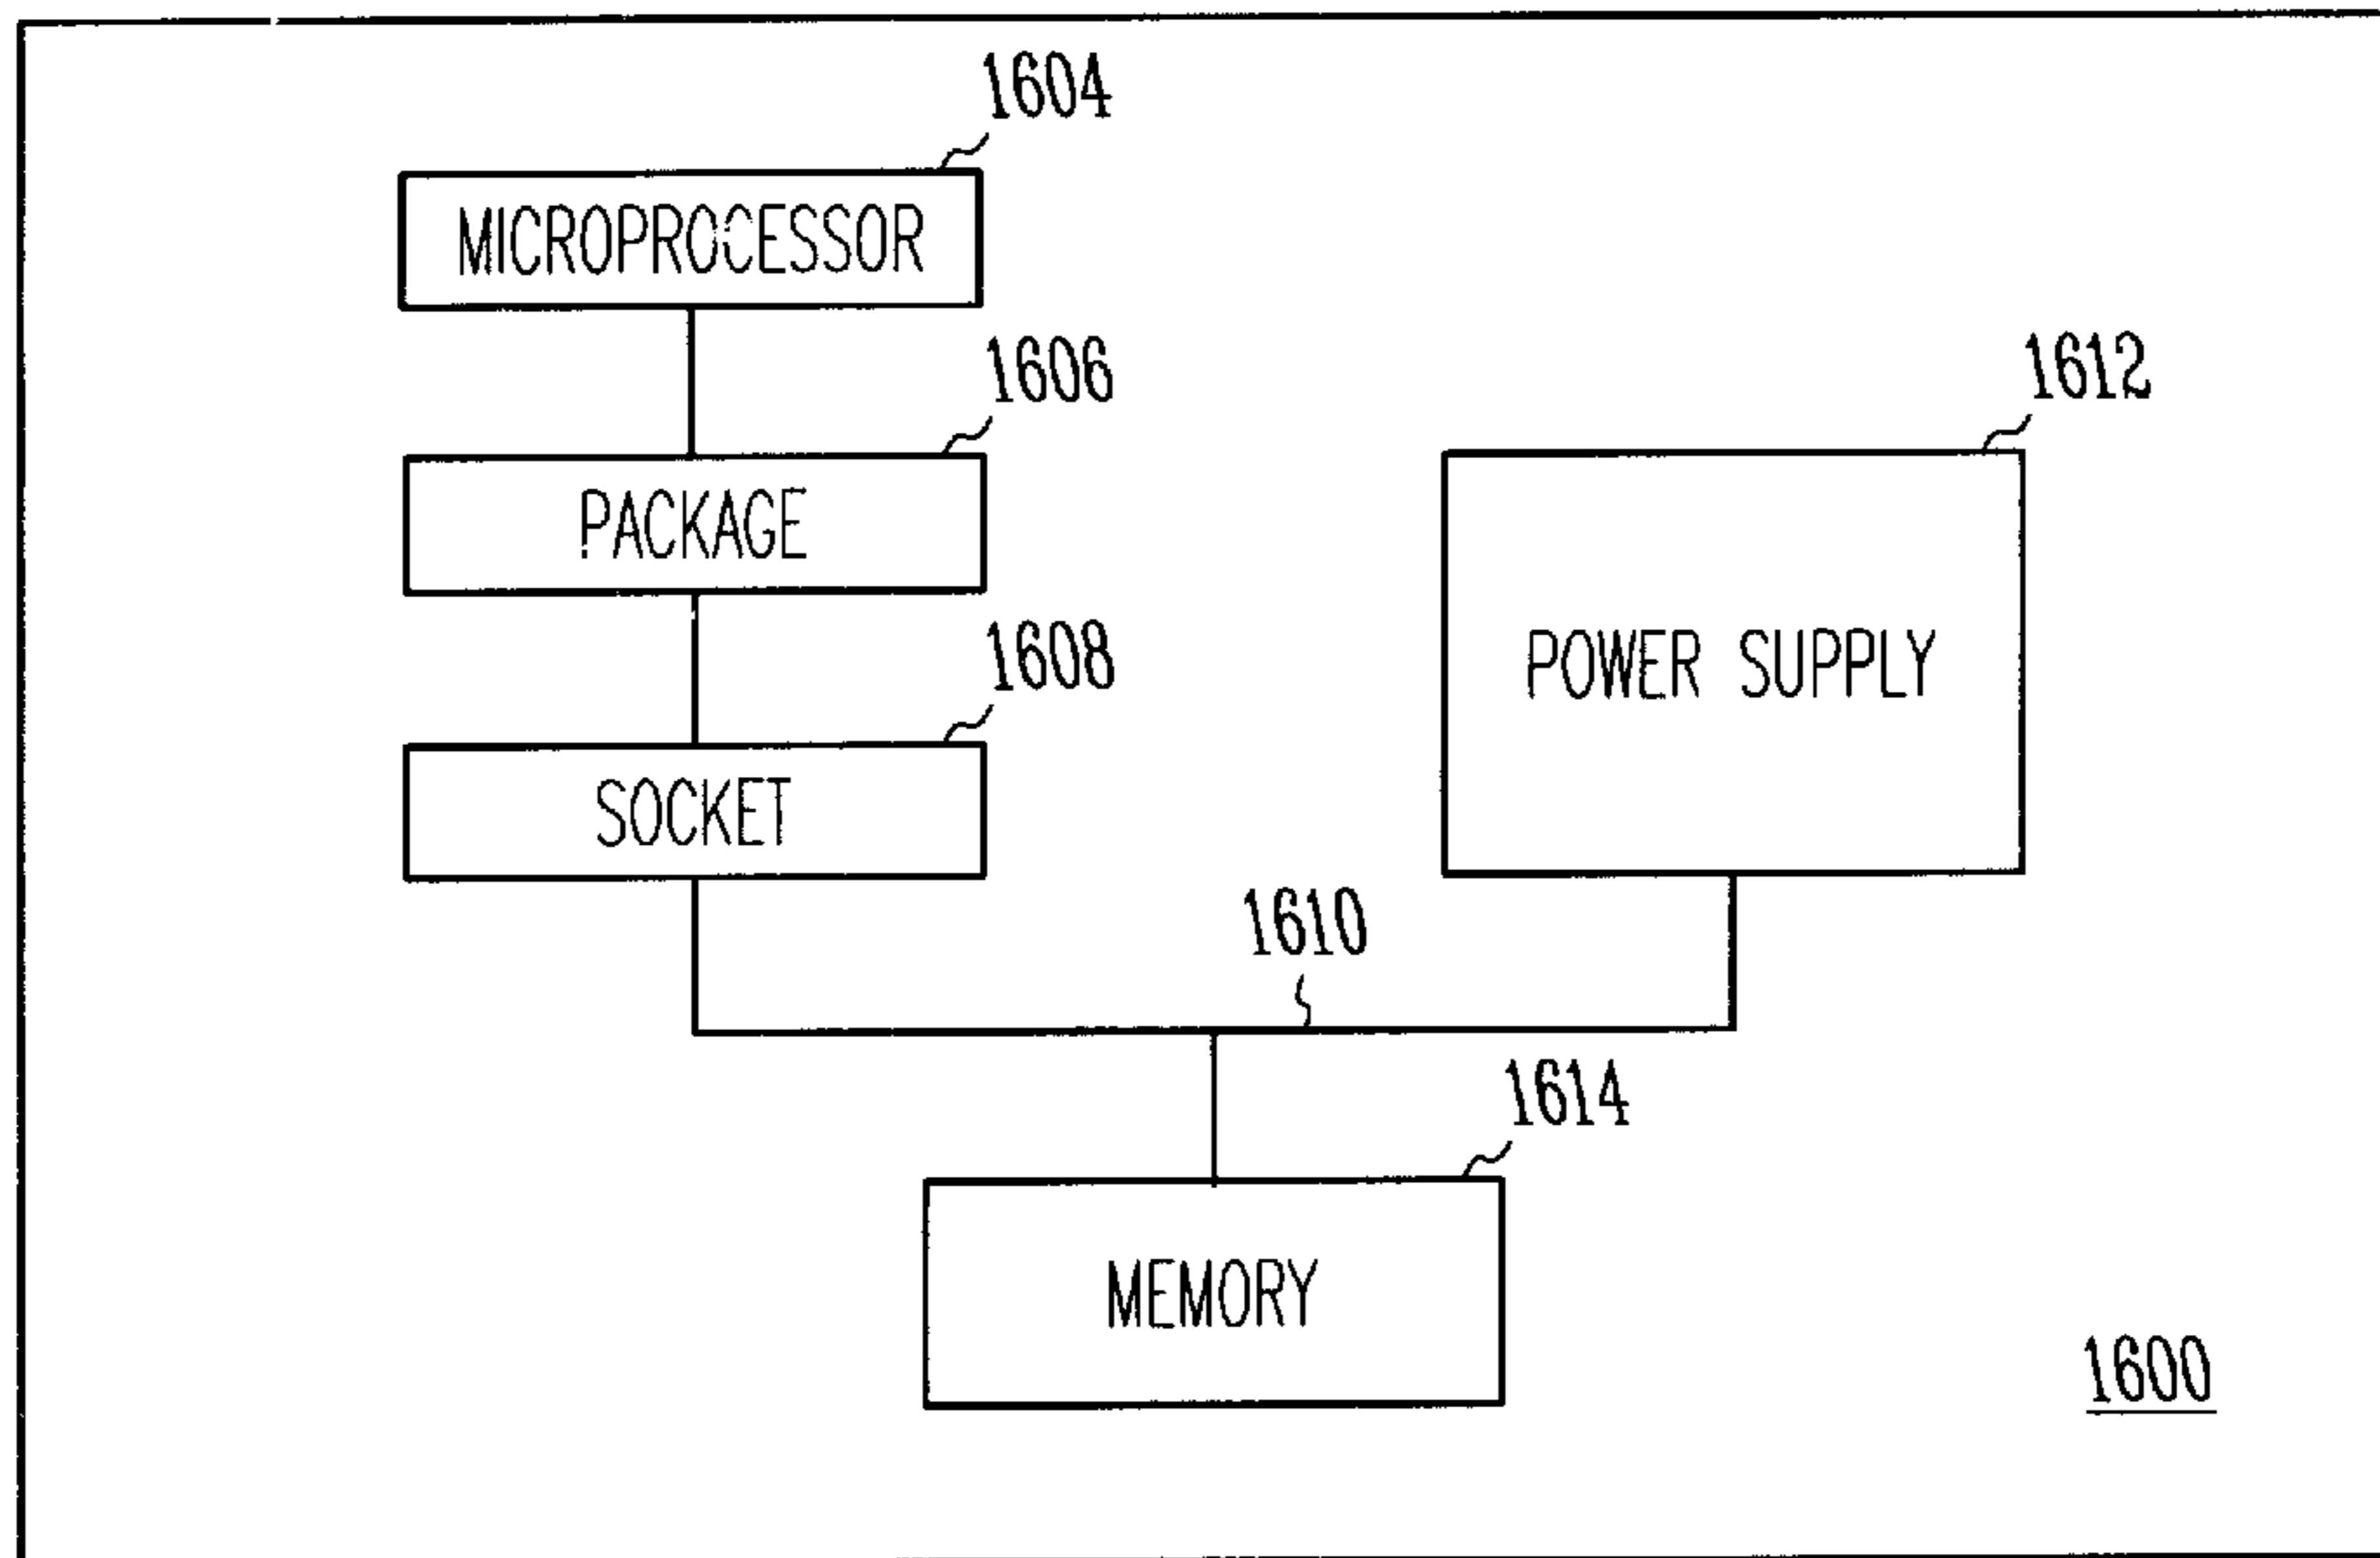 1604
MICROPROCESSOR
1606
PACKAGE
1612
1608
POWER SUPPLY
SOCKET
1610
1614
MEMORY
1600